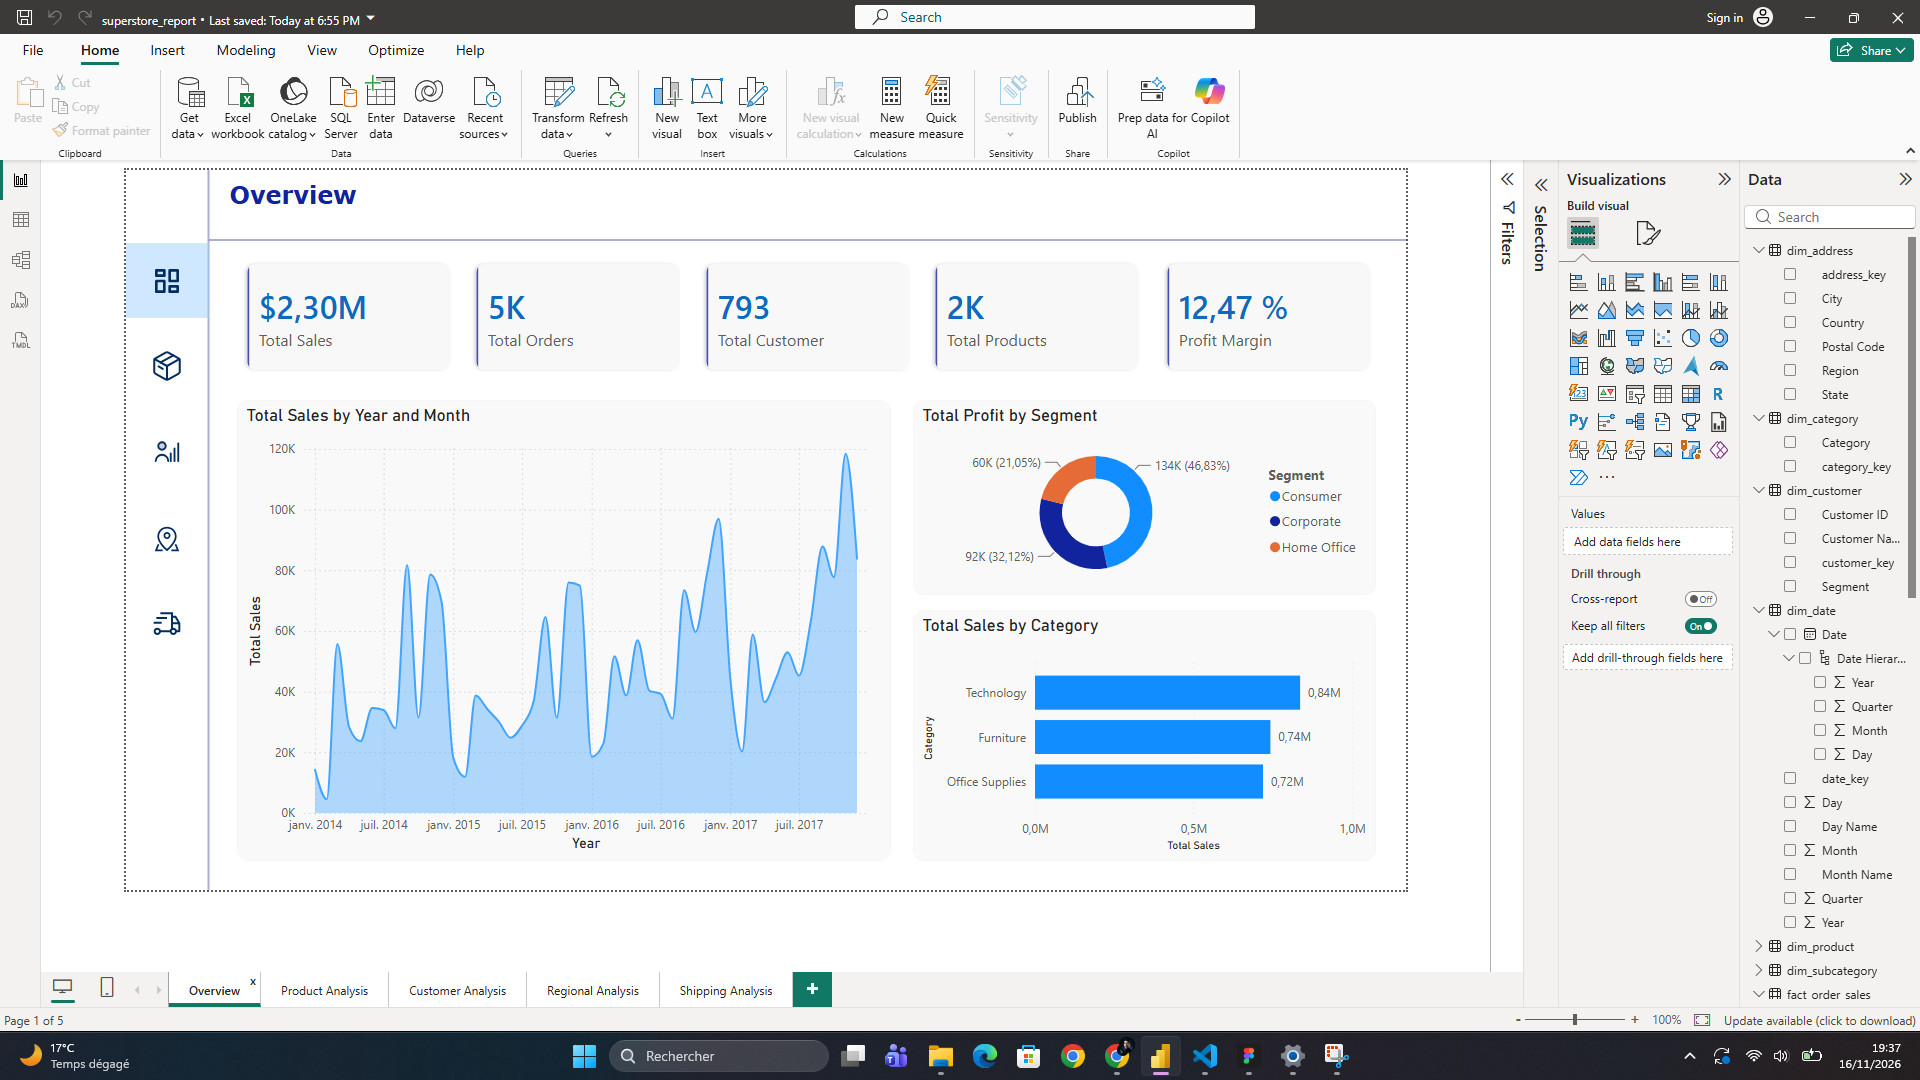 superstore_report • Last saved: Today at 6:55 PM
Search
Sign in
File
Home
Insert
Modeling
View
Optimize
Help
Share
Paste
Cut
Copy
Format painter
Clipboard
Get data
Excel workbook
OneLake catalog
SQL Server
Enter data
Dataverse
Recent sources
Data
Transform data
Refresh
Queries
New visual
Text box
More visuals
Insert
New visual calculation
New measure
Quick measure
Calculations
Sensitivity
Sensitivity
Publish
Share
Prep data for AI
Copilot
Copilot
DAX
TMDL
Overview
$2,30M
Total Sales
5K
Total Orders
793
Total Customer
2K
Total Products
12,47 %
Profit Margin
Total Sales by Year and Month
Total Sales
120K
100K
80K
60K
40K
20K
0K
janv. 2014
juil. 2014
janv. 2015
juil. 2015
janv. 2016
juil. 2016
janv. 2017
juil. 2017
Year
Total Profit by Segment
60K (21,05%)
134K (46,83%)
92K (32,12%)
Segment
Consumer
Corporate
Home Office
Total Sales by Category
Category
Technology
0,84M
Furniture
0,74M
Office Supplies
0,72M
0,0M
0,5M
1,0M
Total Sales
Filters
Selection
Visualizations
Build visual
123
R
Py
Values
Add data fields here
Drill through
Cross-report
Off
Keep all filters
On
Add drill-through fields here
Data
Search
dim_address
address_key
City
Country
Postal Code
Region
State
dim_category
Category
category_key
dim_customer
Customer ID
Customer Na...
customer_key
Segment
dim_date
Date
Date Hierar...
Year
Quarter
Month
Day
date_key
Day
Day Name
Month
Month Name
Quarter
Year
dim_product
dim_subcategory
fact_order_sales
Overview
x
Product Analysis
Customer Analysis
Regional Analysis
Shipping Analysis
+
Page 1 of 5
- + 100%
Update available (click to download)
17°C
Temps dégagé
Rechercher
19:37
16/11/2026